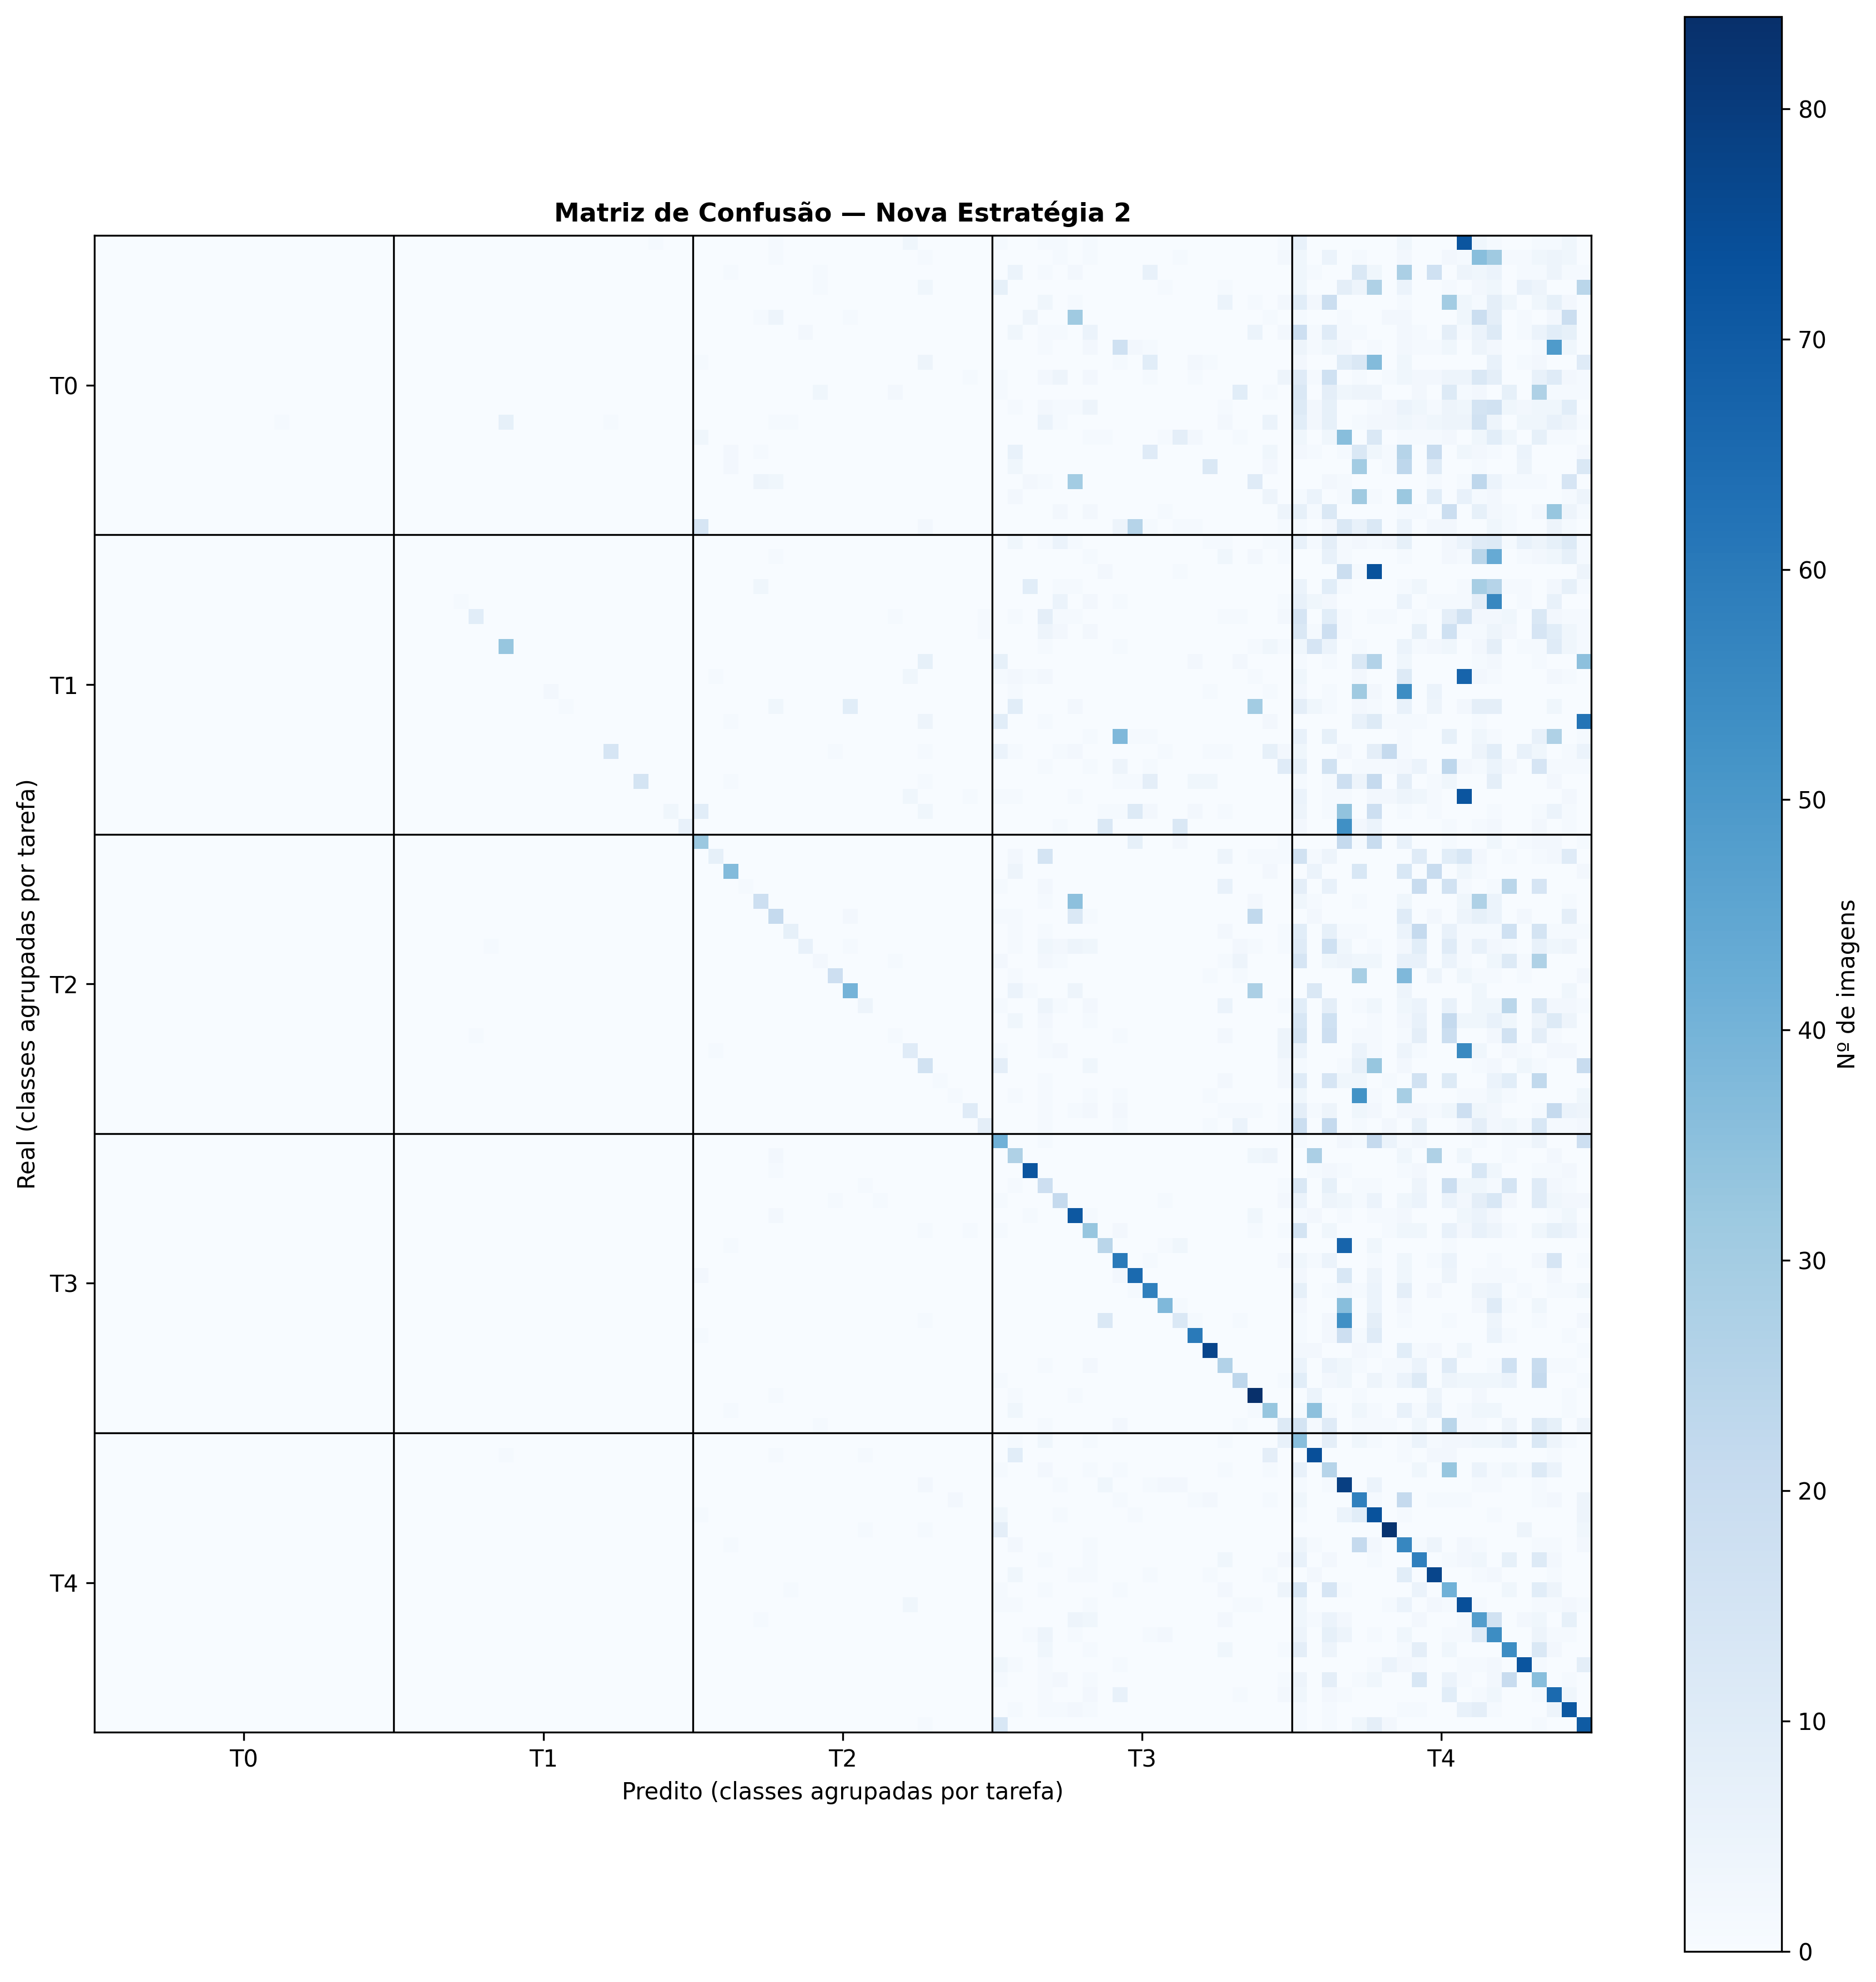 Matriz de Confusão — Nova Estratégia 2
T0
T1
T2
T3
T4
Real (classes agrupadas por tarefa)
T0
T1
T2
T3
T4
Predito (classes agrupadas por tarefa)
80
70
60
50
40
30
20
10
0
Nº de imagens